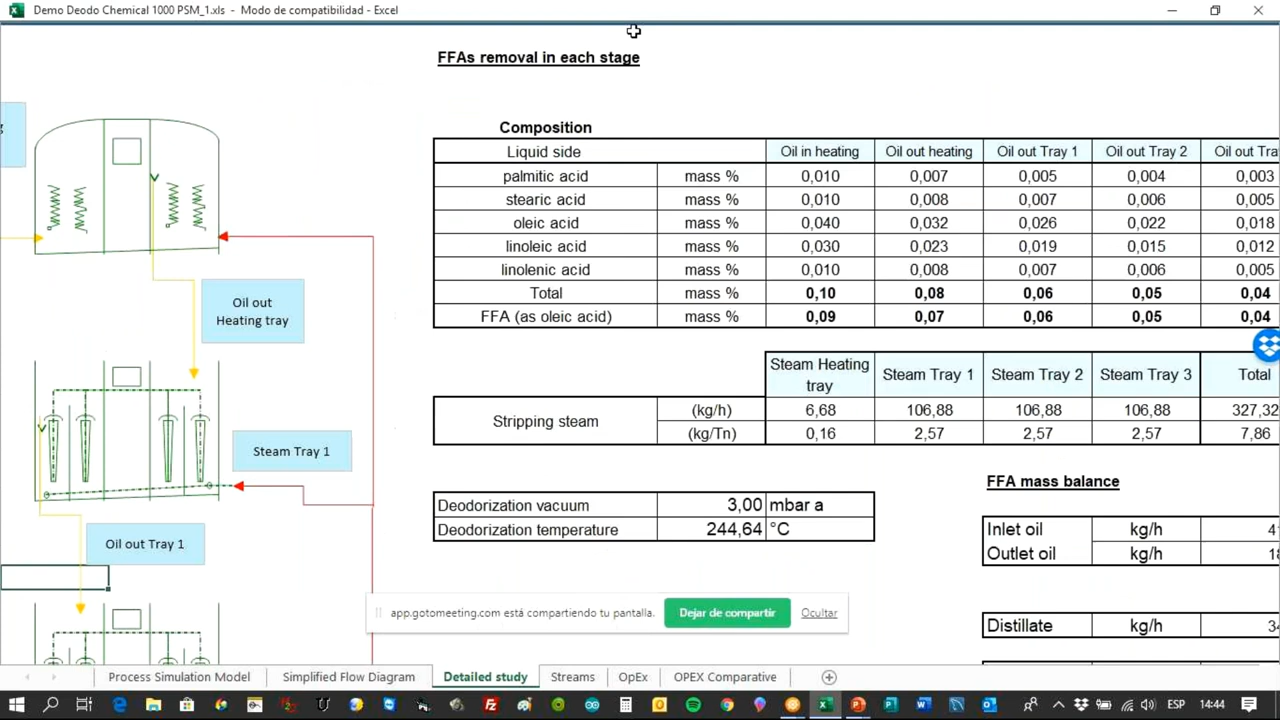 Demo Deodo Chemical 1000 PSM_1.xls - Modo de compatibilidad - Excel
FFAs removal in each stage
Composition
Liquid side Oil in heating Oil out heating Oil out Tray 1 Oil out Tray 2 Oil out Tra
palmitic acid mass % 0,010 0,007 0,005 0,004 0,003
stearic acid mass % 0,010 0,008 0,007 0,006 0,005
oleic acid mass % 0,040 0,032 0,026 0,022 0,018
linoleic acid mass % 0,030 0,023 0,019 0,015 0,012
linolenic acid mass % 0,010 0,008 0,007 0,006 0,005
Total mass % 0,10 0,08 0,06 0,05 0,04
FFA (as oleic acid) mass % 0,09 0,07 0,06 0,05 0,04
Oil out
Heating tray
Steam Heating
tray
Steam Tray 1 Steam Tray 2 Steam Tray 3 Total
Stripping steam
(kg/h) 6,68 106,88 106,88 106,88 327,32
(kg/Tn) 0,16 2,57 2,57 2,57 7,86
Steam Tray 1
FFA mass balance
Deodorization vacuum 3,00 mbar a
Deodorization temperature 244,64 °C
Inlet oil kg/h
Outlet oil kg/h
Oil out Tray 1
app.gotomeeting.com está compartiendo tu pantalla. Dejar de compartir Ocultar
Distillate kg/h
Process Simulation Model Simplified Flow Diagram Detailed study Streams OpEx OPEX Comparative
ESP 14:44